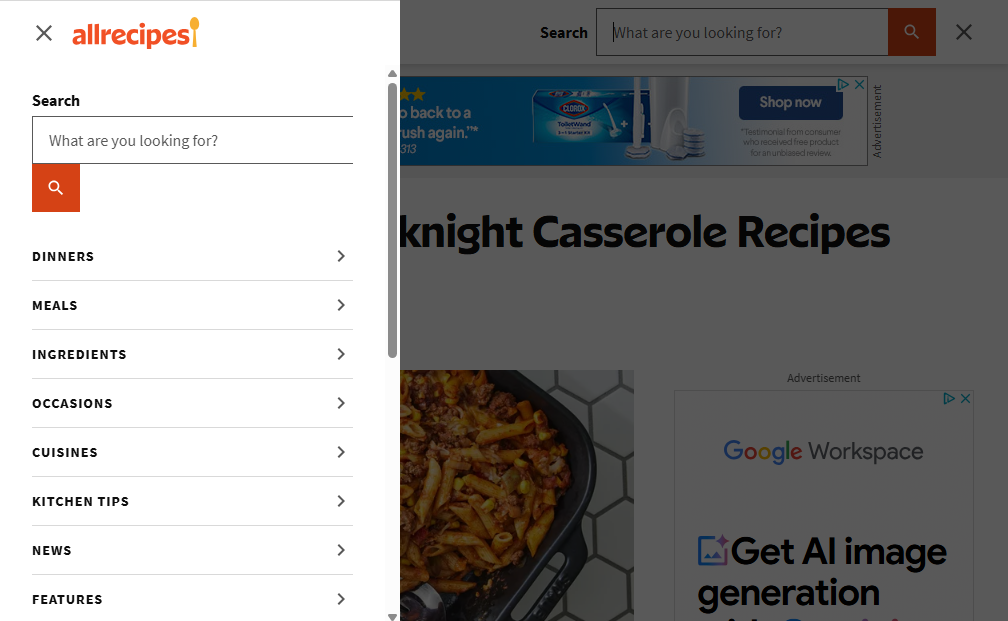 allrecipes
Search
What are you looking for?
DINNERS
MEALS
INGREDIENTS
OCCASIONS
CUISINES
KITCHEN TIPS
NEWS
FEATURES
Search
What are you looking for?
back to a
rush again.™*
313
CLOROX
ToiletWand
Shop now
*Testimonial from consumer
who received free product
for an unbiased review.
Advertisement
knight Casserole Recipes
Advertisement
Google Workspace
Get AI image
generation